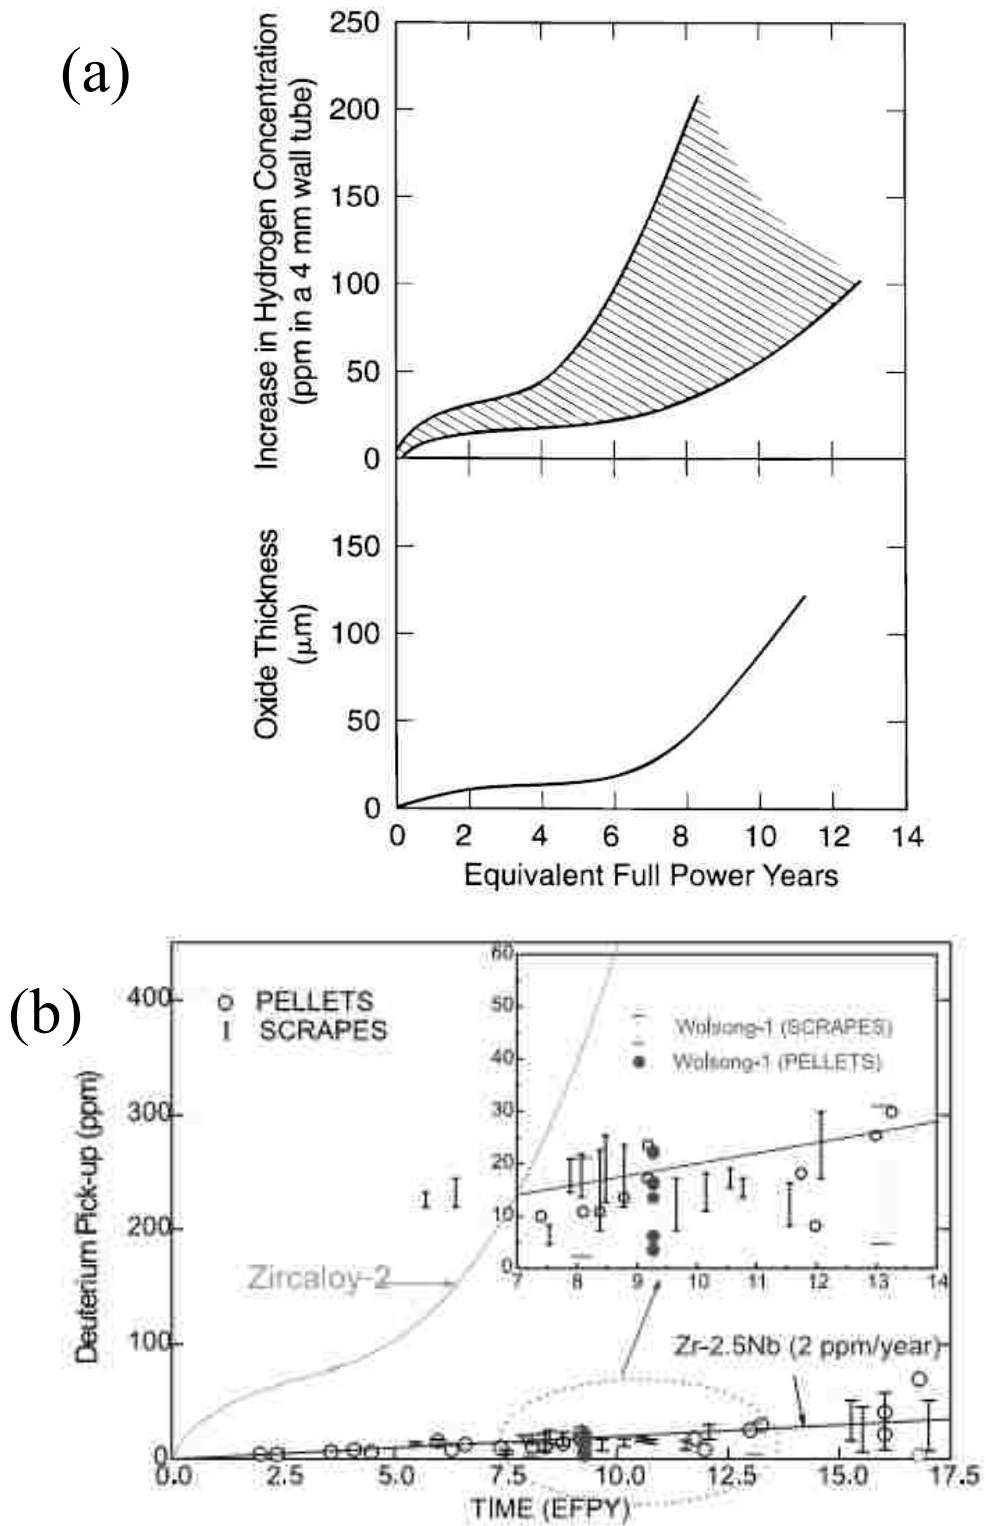 (a)
Increase in Hydrogen Concentration
(ppm in a 4 mm wall tube)
250
200
150
100
50
0
Oxide Thickness
(μm)
150
100
50
0
0 2 4 6 8 10 12 14
Equivalent Full Power Years
(b)
Deuterium Pick-up (ppm)
400
300
200
100
0
PELLETS
SCRAPES
60
50
40
30
20
10
0
Wolsong-1 (SCRAPES)
Wolsong-1 (PELLETS)
7 8 9 10 11 12 13 14
Zircaloy-2
Zr-2.5Nb (2 ppm/year)
0.0 2.5 5.0 7.5 10.0 12.5 15.0 17.5
TIME (EFPY)